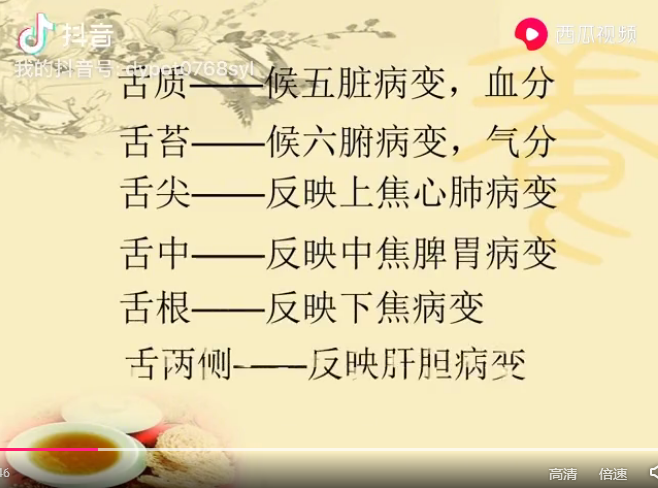 抖音
西瓜视频
我的抖音号: dypet0768syl
舌质——候五脏病变，血分
舌苔——候六腑病变，气分
舌尖——反映上焦心肺病变
舌中——反映中焦脾胃病变
舌根——反映下焦病变
舌两侧——反映肝胆病变
養
46
高清 倍速